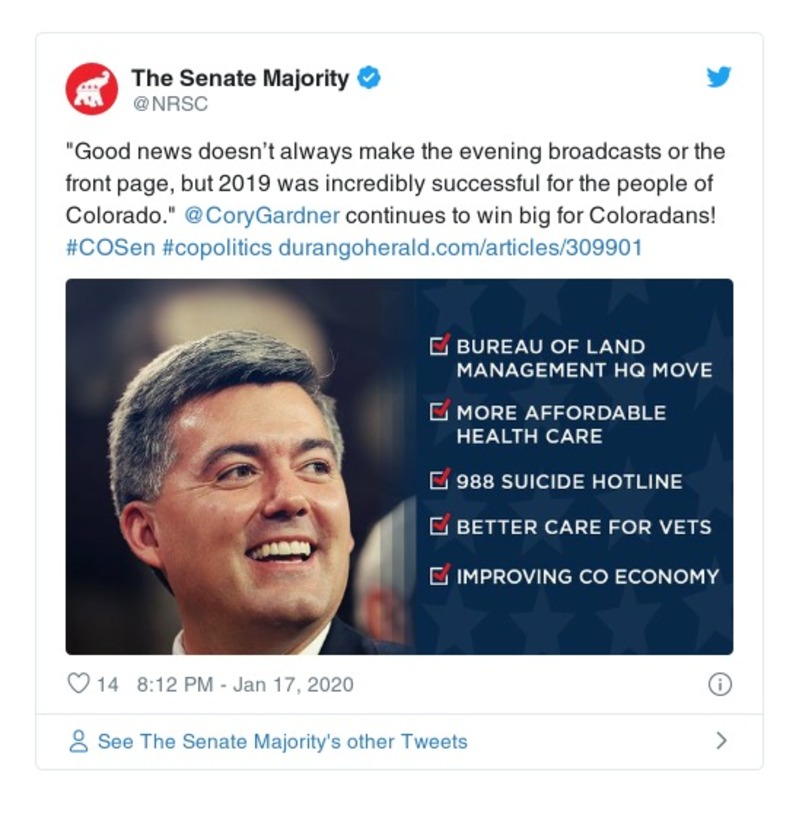 The Senate Majority
@NRSC
"Good news doesn’t always make the evening broadcasts or the
front page, but 2019 was incredibly successful for the people of
Colorado." @CoryGardner continues to win big for Coloradans!
#COSen #copolitics durangoherald.com/articles/309901
BUREAU OF LAND
MANAGEMENT HQ MOVE
MORE AFFORDABLE
HEALTH CARE
988 SUICIDE HOTLINE
BETTER CARE FOR VETS
IMPROVING CO ECONOMY
14 8:12 PM - Jan 17, 2020
See The Senate Majority's other Tweets